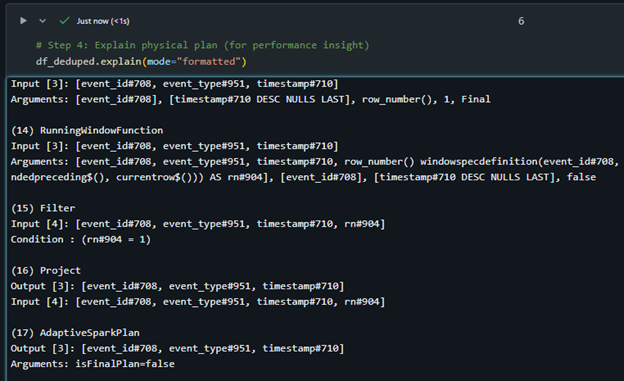 Just now (<1s)
6
# Step 4: Explain physical plan (for performance insight)
df_deduped.explain(mode="formatted")
Input [3]: [event_id#708, event_type#951, timestamp#710]
Arguments: [event_id#708], [timestamp#710 DESC NULLS LAST], row_number(), 1, Final
(14) RunningWindowFunction
Input [3]: [event_id#708, event_type#951, timestamp#710]
Arguments: [event_id#708, event_type#951, timestamp#710, row_number() windowspecdefinition(event_id#708,
ndedpreceding$(), currentrow$())) AS rn#904], [event_id#708], [timestamp#710 DESC NULLS LAST], false
(15) Filter
Input [4]: [event_id#708, event_type#951, timestamp#710, rn#904]
Condition : (rn#904 = 1)
(16) Project
Output [3]: [event_id#708, event_type#951, timestamp#710]
Input [4]: [event_id#708, event_type#951, timestamp#710, rn#904]
(17) AdaptiveSparkPlan
Output [3]: [event_id#708, event_type#951, timestamp#710]
Arguments: isFinalPlan=false